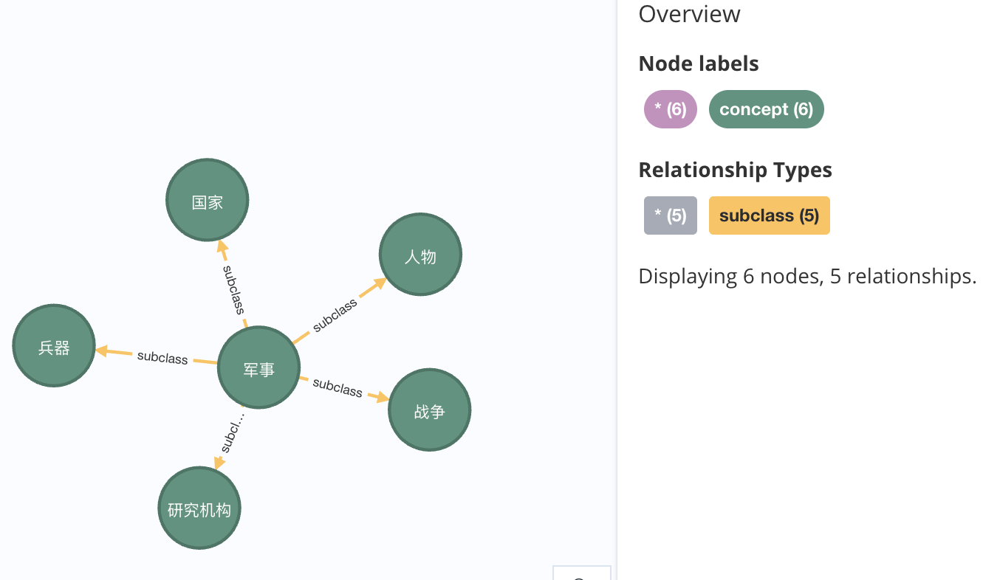 Overview
Node labels
* (6) concept (6)
Relationship Types
* (5) subclass (5)
Displaying 6 nodes, 5 relationships.
国家
subclass
人物
subclass
兵器
subclass
军事
subclass
战争
subcl...
研究机构